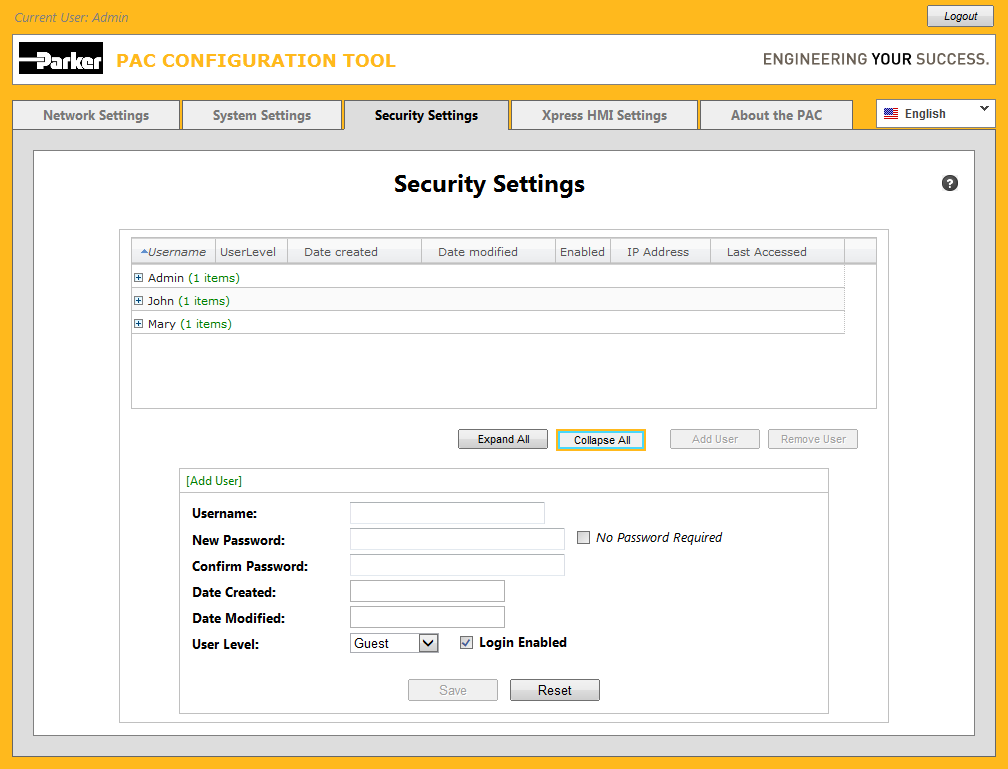 Current User: Admin
Logout
Parker PAC CONFIGURATION TOOL ENGINEERING YOUR SUCCESS.
Network Settings System Settings Security Settings Xpress HMI Settings About the PAC English
Security Settings ?
Username UserLevel Date created Date modified Enabled IP Address Last Accessed
Admin (1 items)
John (1 items)
Mary (1 items)
Expand All Collapse All Add User Remove User
[Add User]
Username:
New Password: No Password Required
Confirm Password:
Date Created:
Date Modified:
User Level: Guest Login Enabled
Save Reset